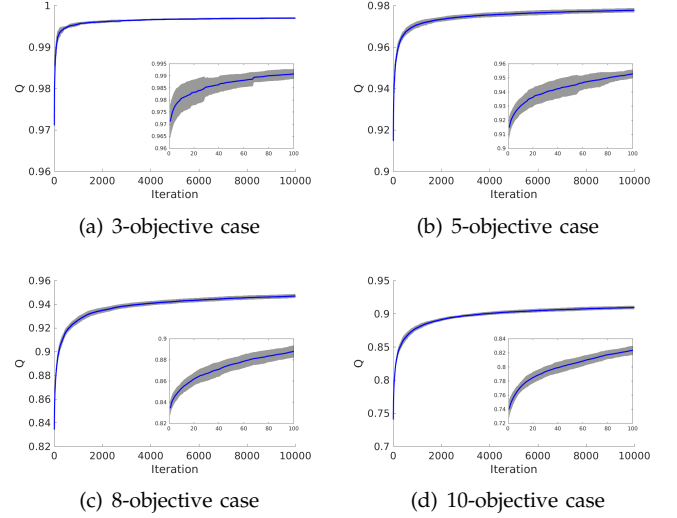 1
0.99
0.98
0.97
0.96
Q
0.995
0.99
0.985
0.98
0.975
0.97
0.965
0.96
0 20 40 60 80 100
0 2000 4000 6000 8000 10000
Iteration
(a) 3-objective case
0.98
0.96
0.94
0.92
0.9
Q
0.96
0.95
0.94
0.93
0.92
0.91
0.9
0 20 40 60 80 100
0 2000 4000 6000 8000 10000
Iteration
(b) 5-objective case
0.96
0.94
0.92
0.9
0.88
0.86
0.84
0.82
Q
0.9
0.88
0.86
0.84
0.82
0 20 40 60 80 100
0 2000 4000 6000 8000 10000
Iteration
(c) 8-objective case
0.95
0.9
0.85
0.8
0.75
0.7
Q
0.84
0.82
0.8
0.78
0.76
0.74
0.72
0 20 40 60 80 100
0 2000 4000 6000 8000 10000
Iteration
(d) 10-objective case